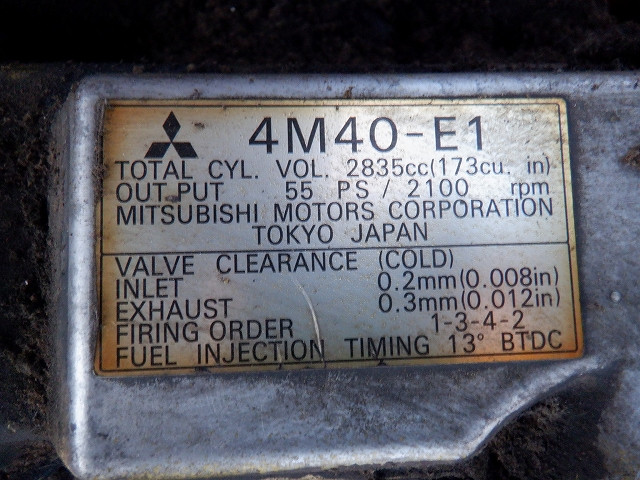 4M40-E1
TOTAL CYL. VOL. 2835cc(173cu. in)
OUTPUT 55 PS / 2100 rpm
MITSUBISHI MOTORS CORPORATION
TOKYO JAPAN
VALVE CLEARANCE (COLD)
INLET 0.2mm(0.008in)
EXHAUST 0.3mm(0.012in)
FIRING ORDER 1-3-4-2
FUEL INJECTION TIMING 13° BTDC